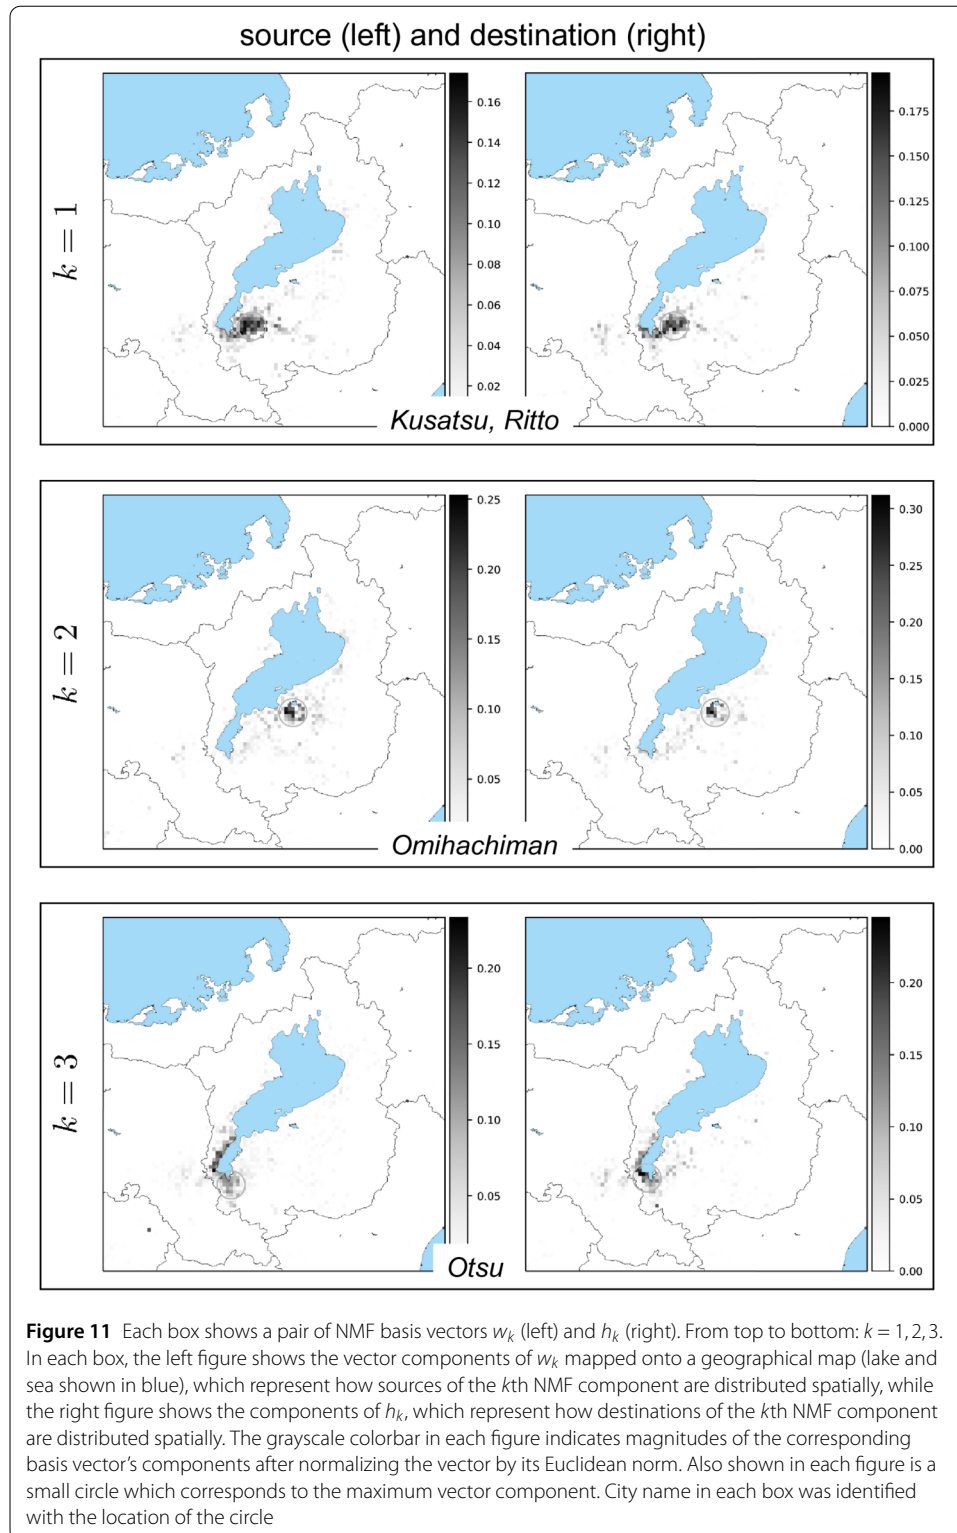 source (left) and destination (right)
k = 1
0.16
0.14
0.12
0.10
0.08
0.06
0.04
0.02
0.175
0.150
0.125
0.100
0.075
0.050
0.025
0.000
Kusatsu, Ritto
k = 2
0.25
0.20
0.15
0.10
0.05
0.30
0.25
0.20
0.15
0.10
0.05
0.00
Omihachiman
k = 3
0.20
0.15
0.10
0.05
0.20
0.15
0.10
0.05
0.00
Otsu
Figure 11 Each box shows a pair of NMF basis vectors wk (left) and hk (right). From top to bottom: k = 1, 2, 3.
In each box, the left figure shows the vector components of wk mapped onto a geographical map (lake and
sea shown in blue), which represent how sources of the kth NMF component are distributed spatially, while
the right figure shows the components of hk, which represent how destinations of the kth NMF component
are distributed spatially. The grayscale colorbar in each figure indicates magnitudes of the corresponding
basis vector's components after normalizing the vector by its Euclidean norm. Also shown in each figure is a
small circle which corresponds to the maximum vector component. City name in each box was identified
with the location of the circle